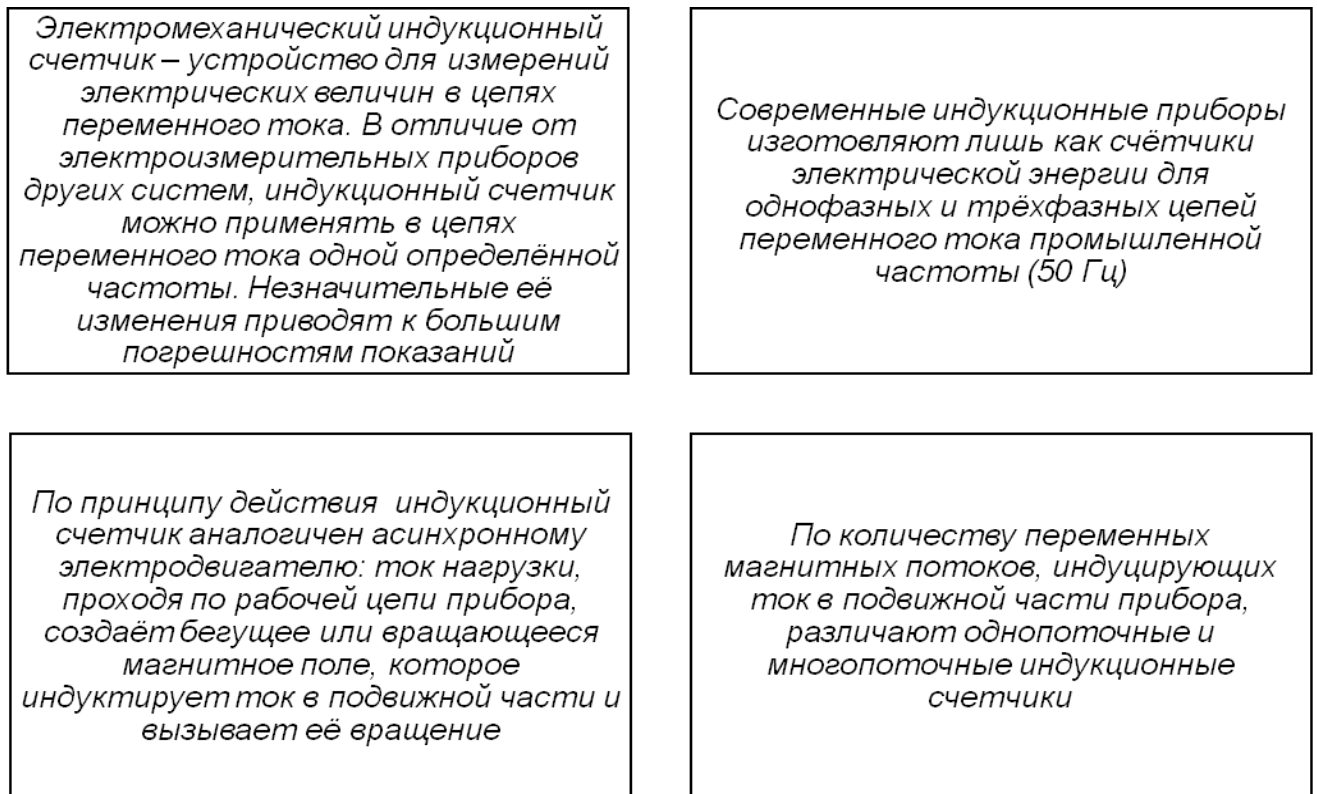 Электромеханический индукционный
счетчик – устройство для измерений
электрических величин в цепях
переменного тока. В отличие от
электроизмерительных приборов
других систем, индукционный счетчик
можно применять в цепях
переменного тока одной определённой
частоты. Незначительные её
изменения приводят к большим
погрешностям показаний
Современные индукционные приборы
изготовляют лишь как счётчики
электрической энергии для
однофазных и трёхфазных цепей
переменного тока промышленной
частоты (50 Гц)
По принципу действия индукционный
счетчик аналогичен асинхронному
электродвигателю: ток нагрузки,
проходя по рабочей цепи прибора,
создаёт бегущее или вращающееся
магнитное поле, которое
индуктирует ток в подвижной части и
вызывает её вращение
По количеству переменных
магнитных потоков, индуцирующих
ток в подвижной части прибора,
различают однопоточные и
многопоточные индукционные
счетчики